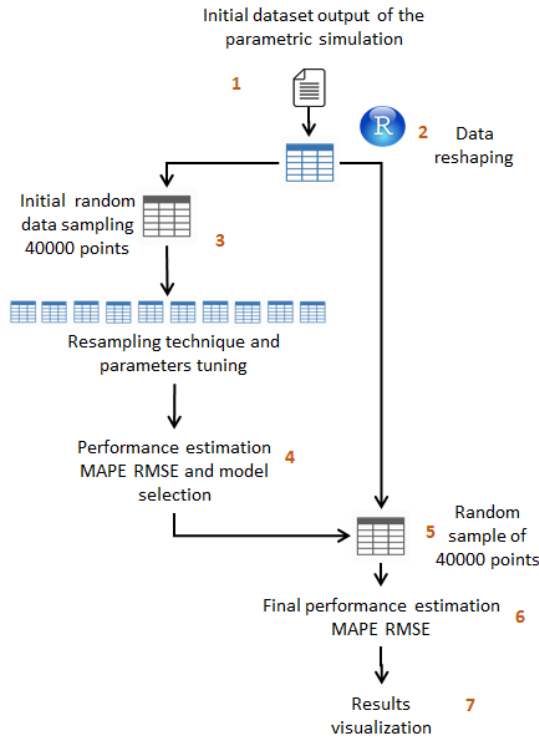 Initial dataset output of the
parametric simulation
1
R
2
Data
reshaping
Initial random
data sampling
40000 points
3
Resampling technique and
parameters tuning
Performance estimation
MAPE RMSE and model
selection
4
5
Random
sample of
40000 points
Final performance estimation
MAPE RMSE
6
Results
visualization
7